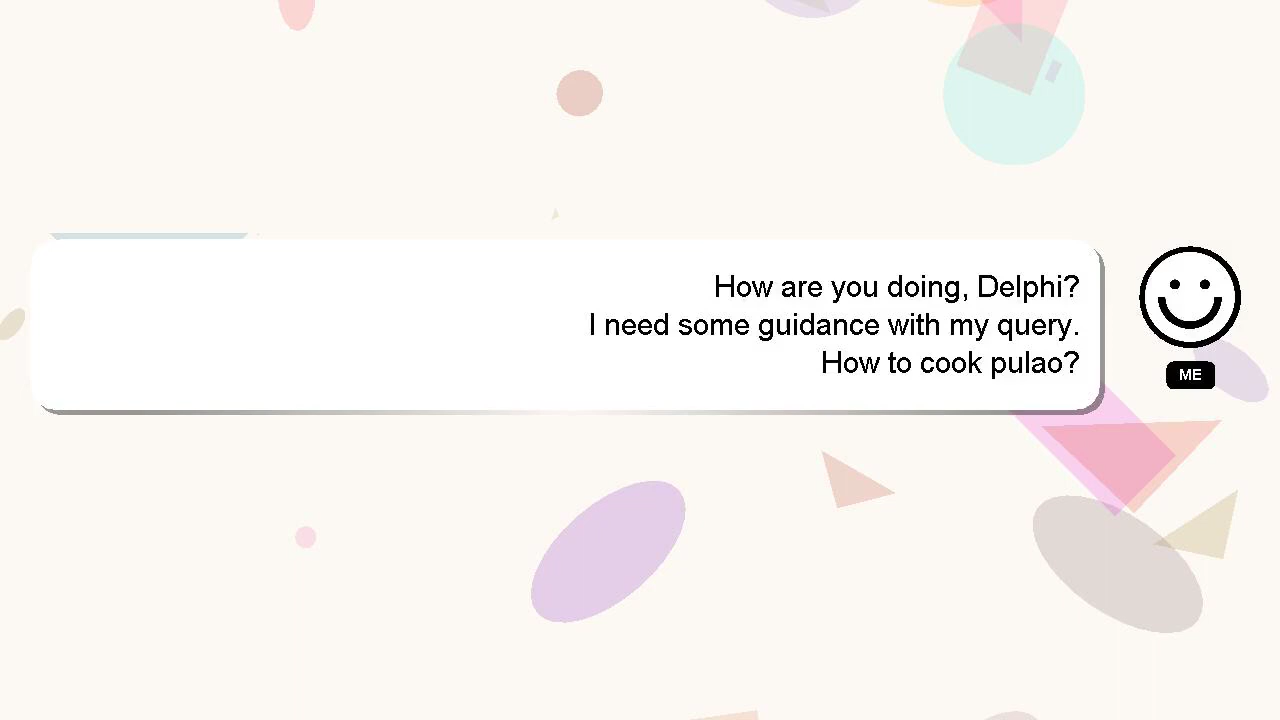 How are you doing, Delphi?
I need some guidance with my query.
How to cook pulao?
ME